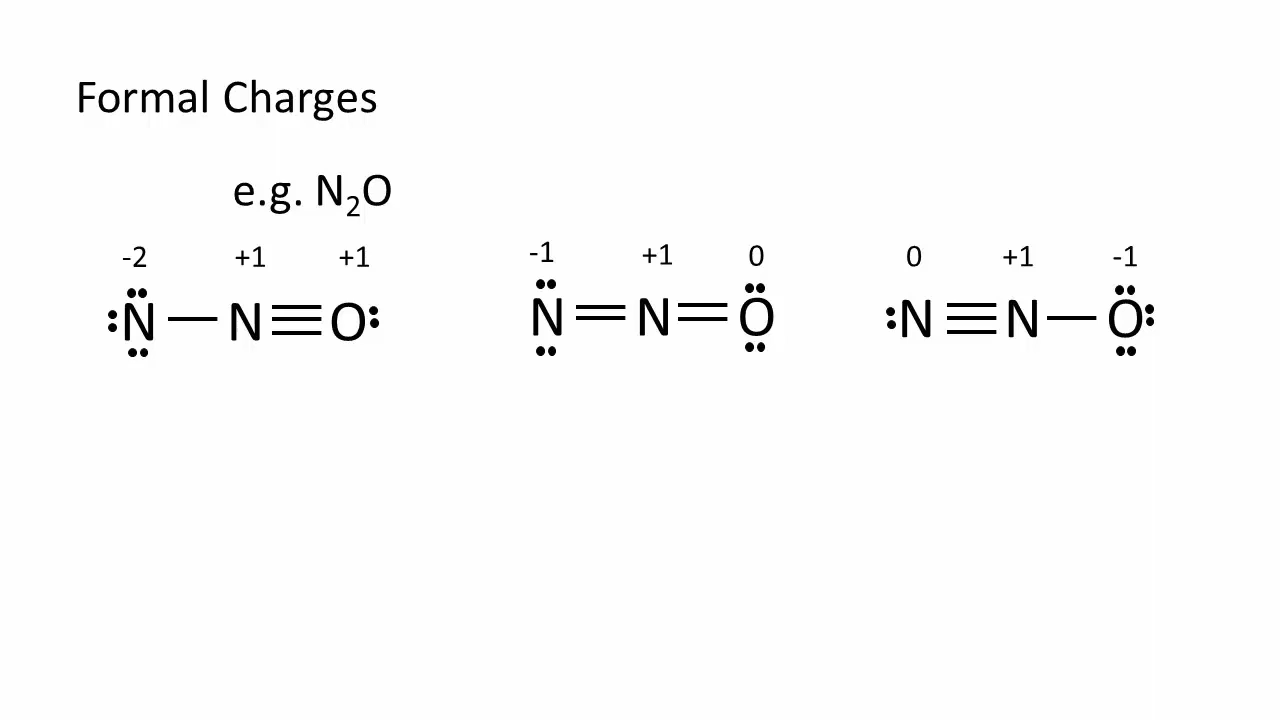 Formal Charges
e.g. N₂O
-2 +1 +1 -1 +1 0 0 +1 -1
N N O N N O N N O